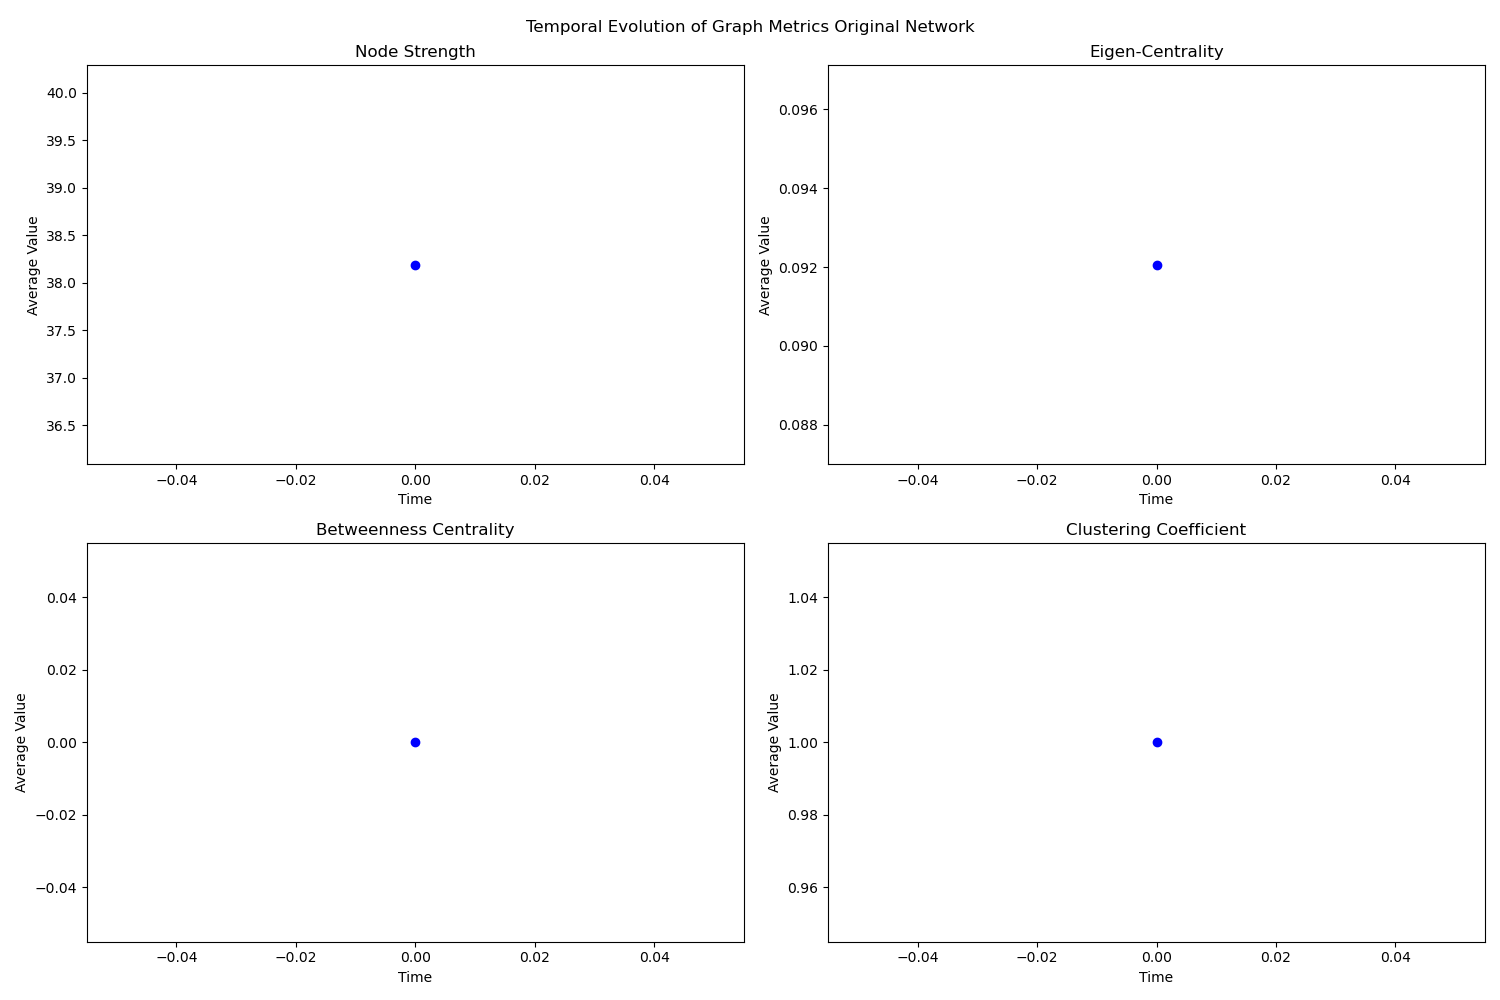 Temporal Evolution of Graph Metrics Original Network
Node Strength
40.0
39.5
39.0
38.5
38.0
37.5
37.0
36.5
Average Value
−0.04 −0.02 0.00 0.02 0.04
Time
Eigen-Centrality
0.096
0.094
0.092
0.090
0.088
Average Value
−0.04 −0.02 0.00 0.02 0.04
Time
Betweenness Centrality
0.04
0.02
0.00
−0.02
−0.04
Average Value
−0.04 −0.02 0.00 0.02 0.04
Time
Clustering Coefficient
1.04
1.02
1.00
0.98
0.96
Average Value
−0.04 −0.02 0.00 0.02 0.04
Time